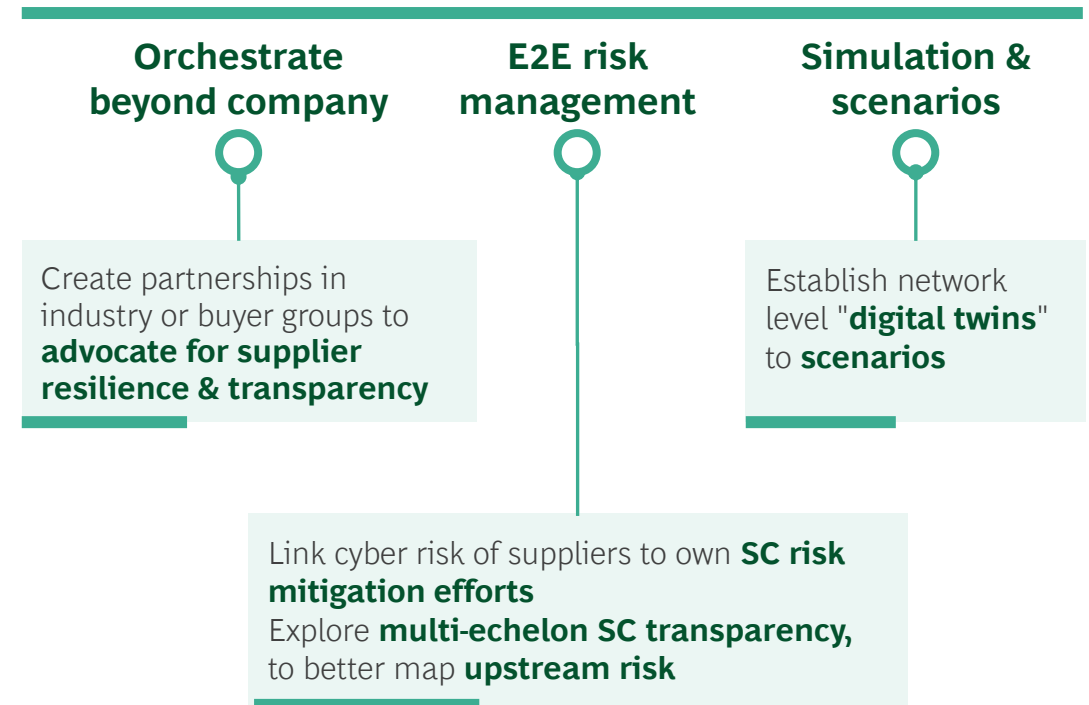 Orchestrate
beyond company
E2E risk
management
Simulation &
scenarios
Create partnerships in
industry or buyer groups to
advocate for supplier
resilience & transparency
Establish network
level "digital twins"
to scenarios
Link cyber risk of suppliers to own SC risk
mitigation efforts
Explore multi-echelon SC transparency,
to better map upstream risk